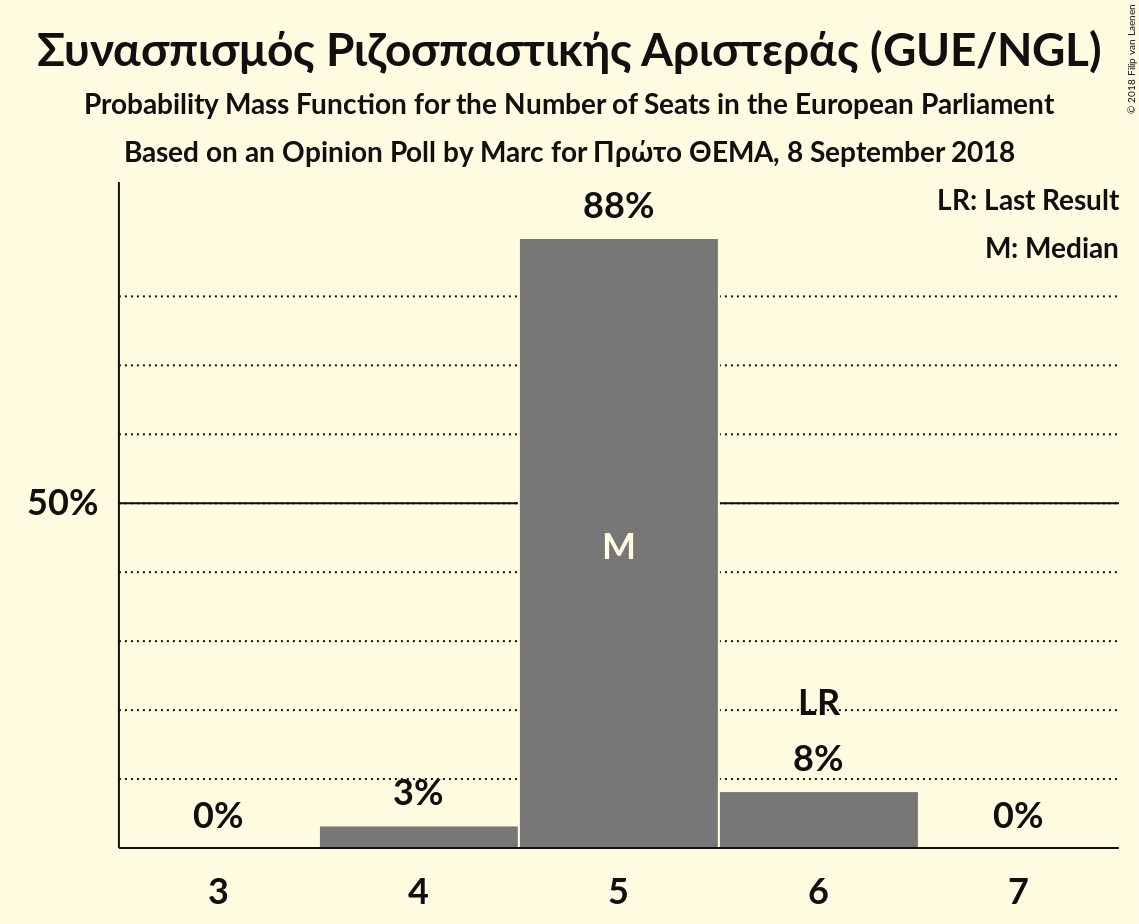 Συνασπισμός Ριζοσπαστικής Αριστεράς (GUE/NGL)
Probability Mass Function for the Number of Seats in the European Parliament
Based on an Opinion Poll by Marc for Πρώτο ΘΕΜΑ, 8 September 2018
© 2018 Filip van Laenen
LR: Last Result
M: Median
88%
50%
M
LR
8%
3%
0%
0%
3 4 5 6 7